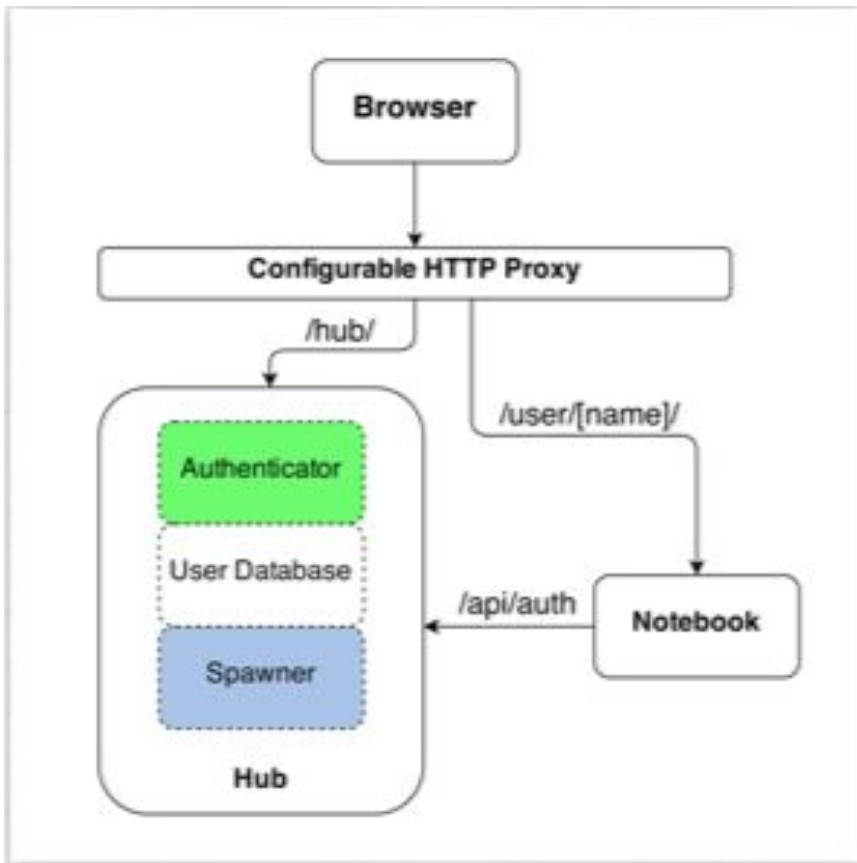 Browser
Configurable HTTP Proxy
/hub/
/user/[name]/
Authenticator
User Database
/api/auth
Notebook
Spawner
Hub